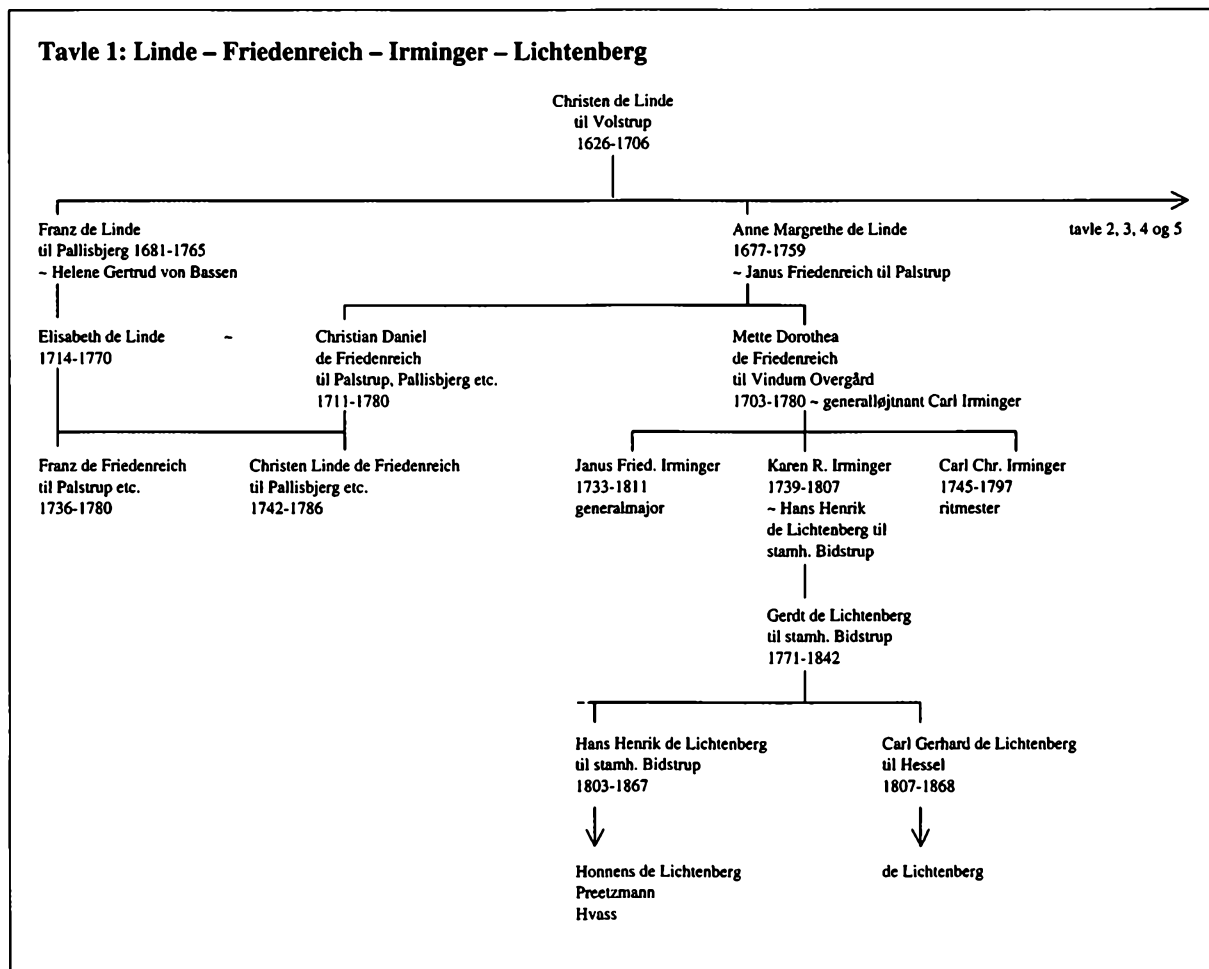 Tavle 1: Linde – Friedenreich – Irminger – Lichtenberg
Christen de Linde
til Volstrup
1626-1706
Franz de Linde
til Pallisbjerg 1681-1765
~ Helene Gertrud von Bassen
Anne Margrethe de Linde
1677-1759
~ Janus Friedenreich til Palstrup
tavle 2, 3, 4 og 5
Elisabeth de Linde
1714-1770
~
Christian Daniel
de Friedenreich
til Palstrup, Pallisbjerg etc.
1711-1780
Mette Dorothea
de Friedenreich
til Vindum Overgård
1703-1780 ~ generalløjtnant Carl Irminger
Franz de Friedenreich
til Palstrup etc.
1736-1780
Christen Linde de Friedenreich
til Pallisbjerg etc.
1742-1786
Janus Fried. Irminger
1733-1811
generalmajor
Karen R. Irminger
1739-1807
~ Hans Henrik
de Lichtenberg til
stamh. Bidstrup
Carl Chr. Irminger
1745-1797
ritmester
Gerdt de Lichtenberg
til stamh. Bidstrup
1771-1842
Hans Henrik de Lichtenberg
til stamh. Bidstrup
1803-1867
Carl Gerhard de Lichtenberg
til Hessel
1807-1868
Honnens de Lichtenberg
Preetzmann
Hvass
de Lichtenberg